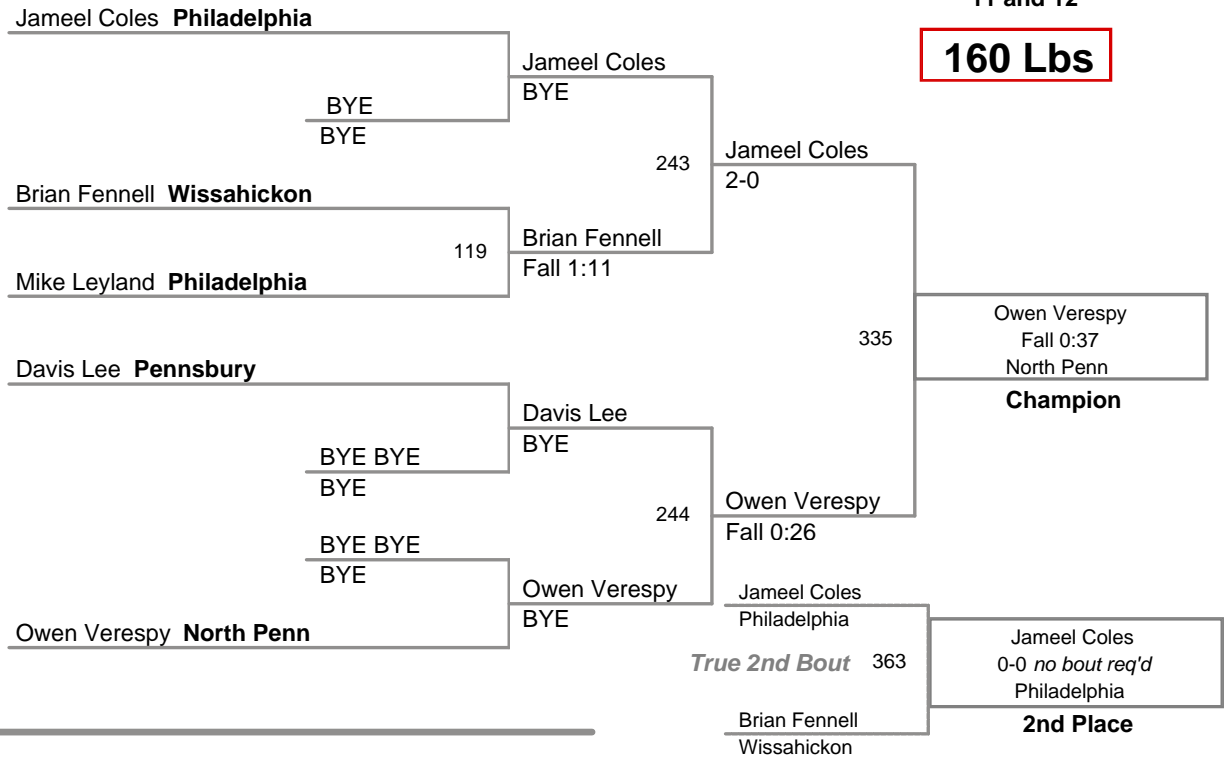 11 and 12
160 Lbs
Jameel Coles Philadelphia
Jameel Coles
BYE
BYE
BYE
243
Jameel Coles
2-0
Brian Fennell Wissahickon
119
Brian Fennell
Fall 1:11
Mike Leyland Philadelphia
335
Owen Verespy
Fall 0:37
North Penn
Champion
Davis Lee Pennsbury
Davis Lee
BYE
BYE BYE
BYE
244
Owen Verespy
Fall 0:26
BYE BYE
BYE
Owen Verespy
BYE
Owen Verespy North Penn
Jameel Coles
Philadelphia
True 2nd Bout 363
Brian Fennell
Wissahickon
Jameel Coles
0-0 no bout req'd
Philadelphia
2nd Place